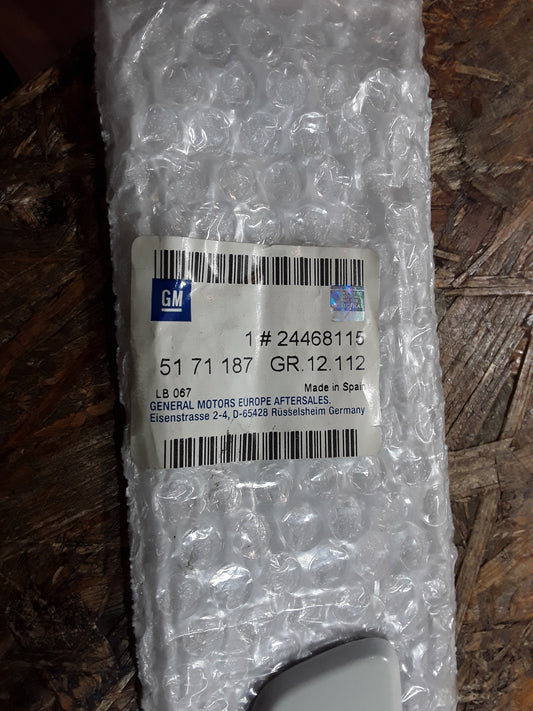 GM
1 # 24468115
51 71 187 GR.12.112
LB 067 Made in Spain
GENERAL MOTORS EUROPE AFTERSALES.
Eisenstrasse 2-4, D-65428 Rüsselsheim Germany